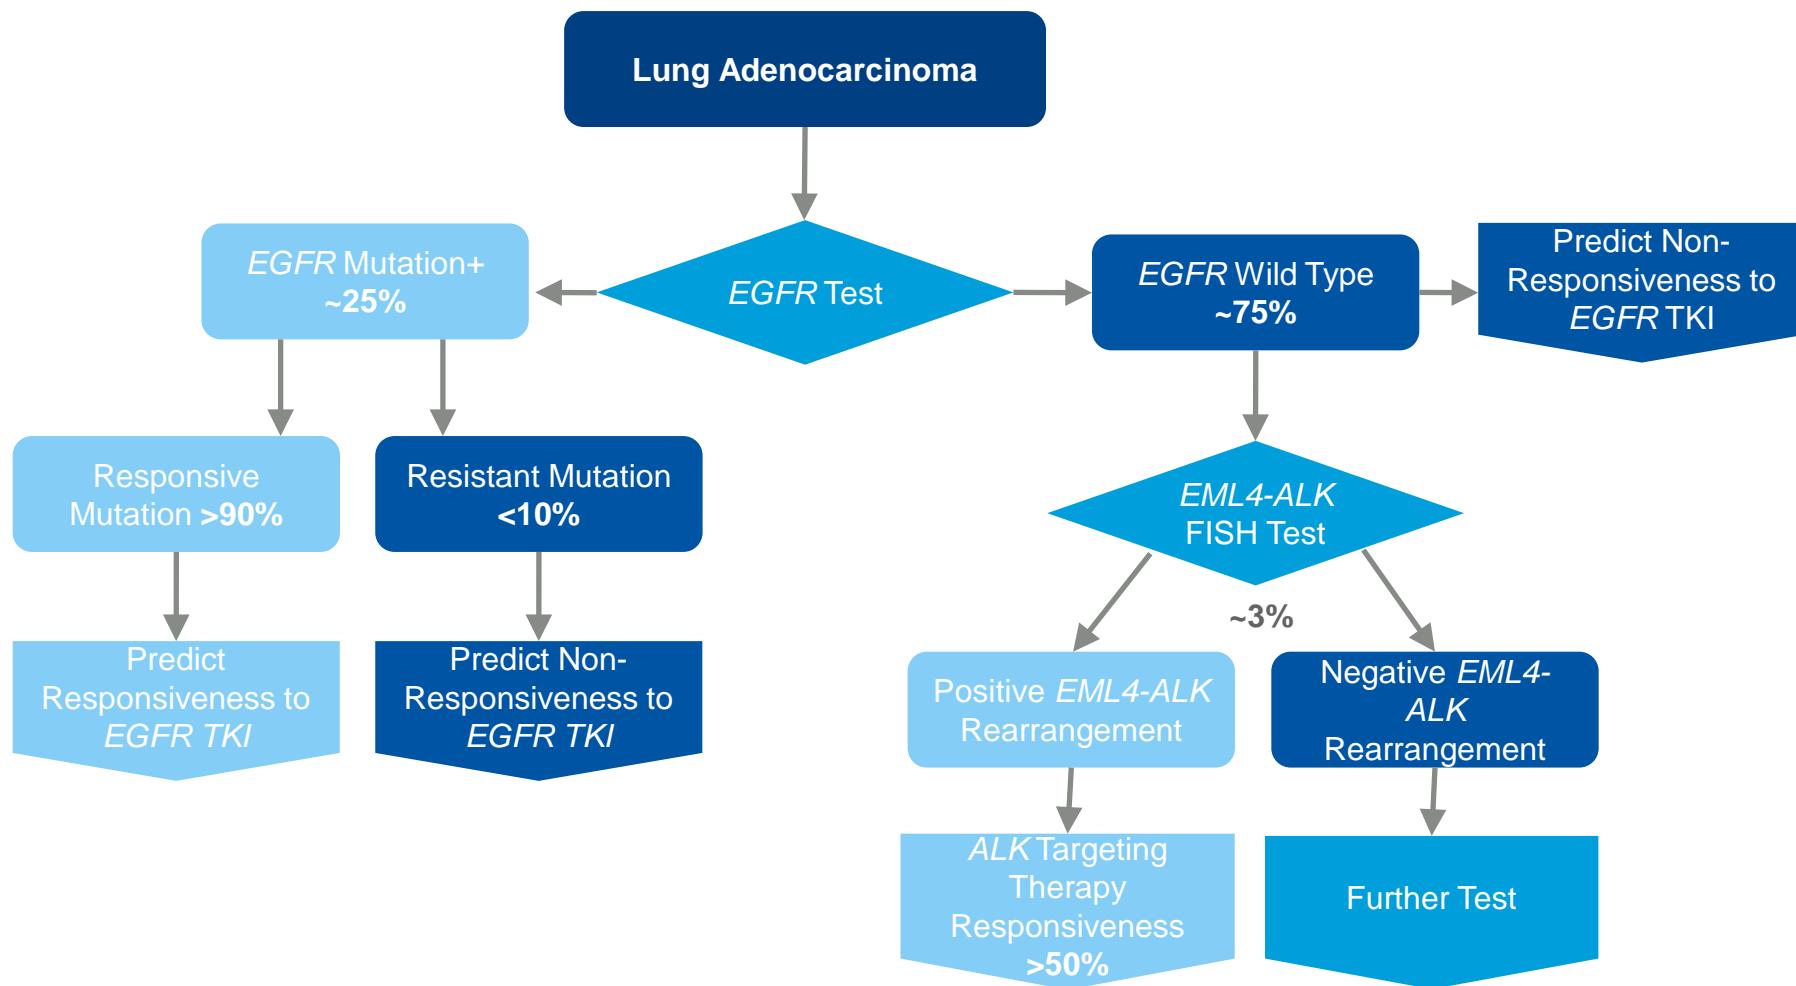 Lung Adenocarcinoma
EGFR Mutation+
~25%
EGFR Test
EGFR Wild Type
~75%
Predict Non-
Responsiveness to
EGFR TKI
Responsive
Mutation >90%
Resistant Mutation
<10%
EML4-ALK
FISH Test
~3%
Predict
Responsiveness to
EGFR TKI
Predict Non-
Responsiveness to
EGFR TKI
Positive EML4-ALK
Rearrangement
Negative EML4-
ALK
Rearrangement
ALK Targeting
Therapy
Responsiveness
>50%
Further Test